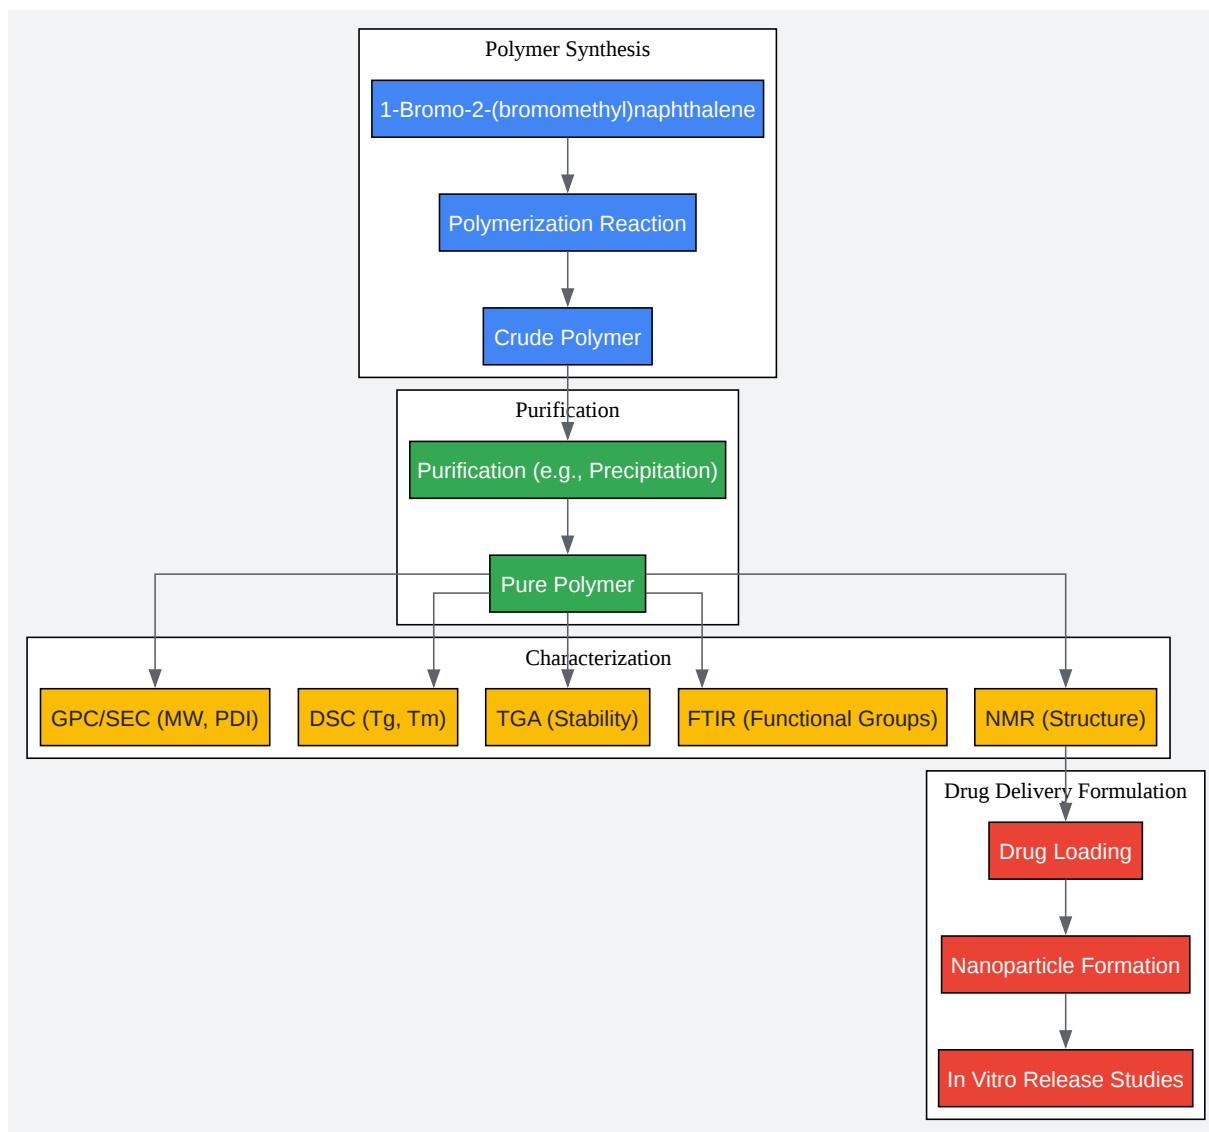 Polymer Synthesis
1-Bromo-2-(bromomethyl)naphthalene
Polymerization Reaction
Crude Polymer
Purification
Purification (e.g., Precipitation)
Pure Polymer
Characterization
GPC/SEC (MW, PDI)
DSC (Tg, Tm)
TGA (Stability)
FTIR (Functional Groups)
NMR (Structure)
Drug Delivery Formulation
Drug Loading
Nanoparticle Formation
In Vitro Release Studies